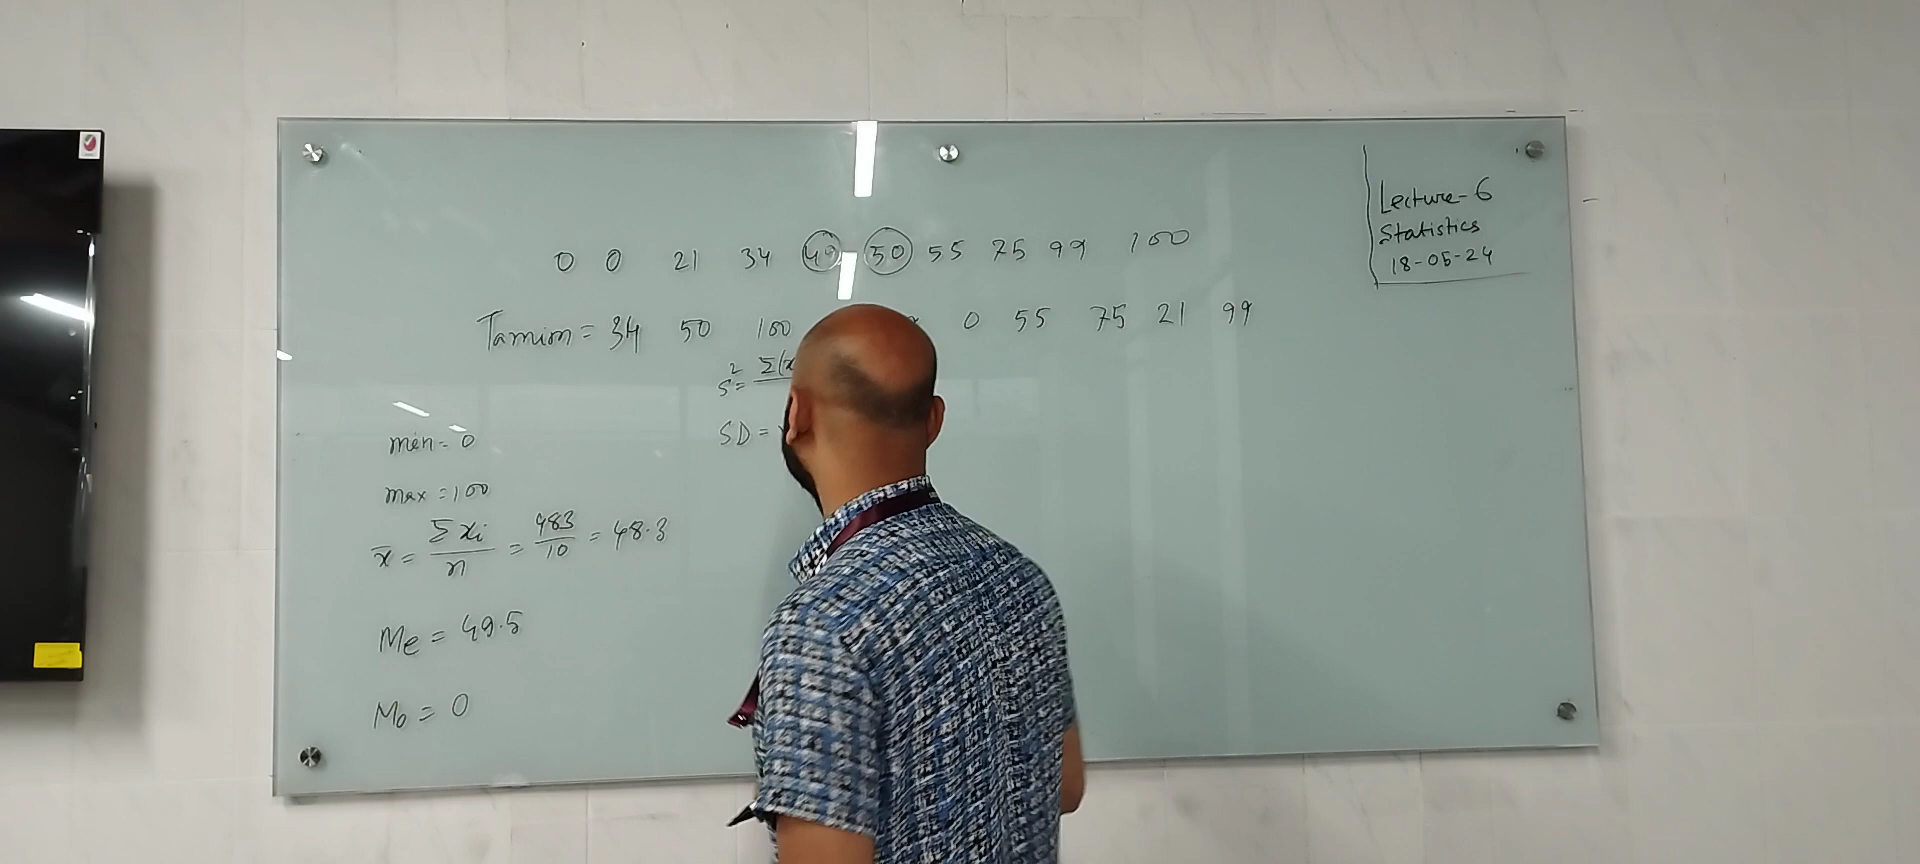 Lecture-6
Statistics
18-05-24
0 0 21 34 49 50 55 75 99 100
Tamim = 34 50 100 0 55 75 21 99
S² = Σ(x
SD =
min = 0
max = 100
x̄ = Σxi / n = 483 / 10 = 48.3
Me = 49.5
Mo = 0